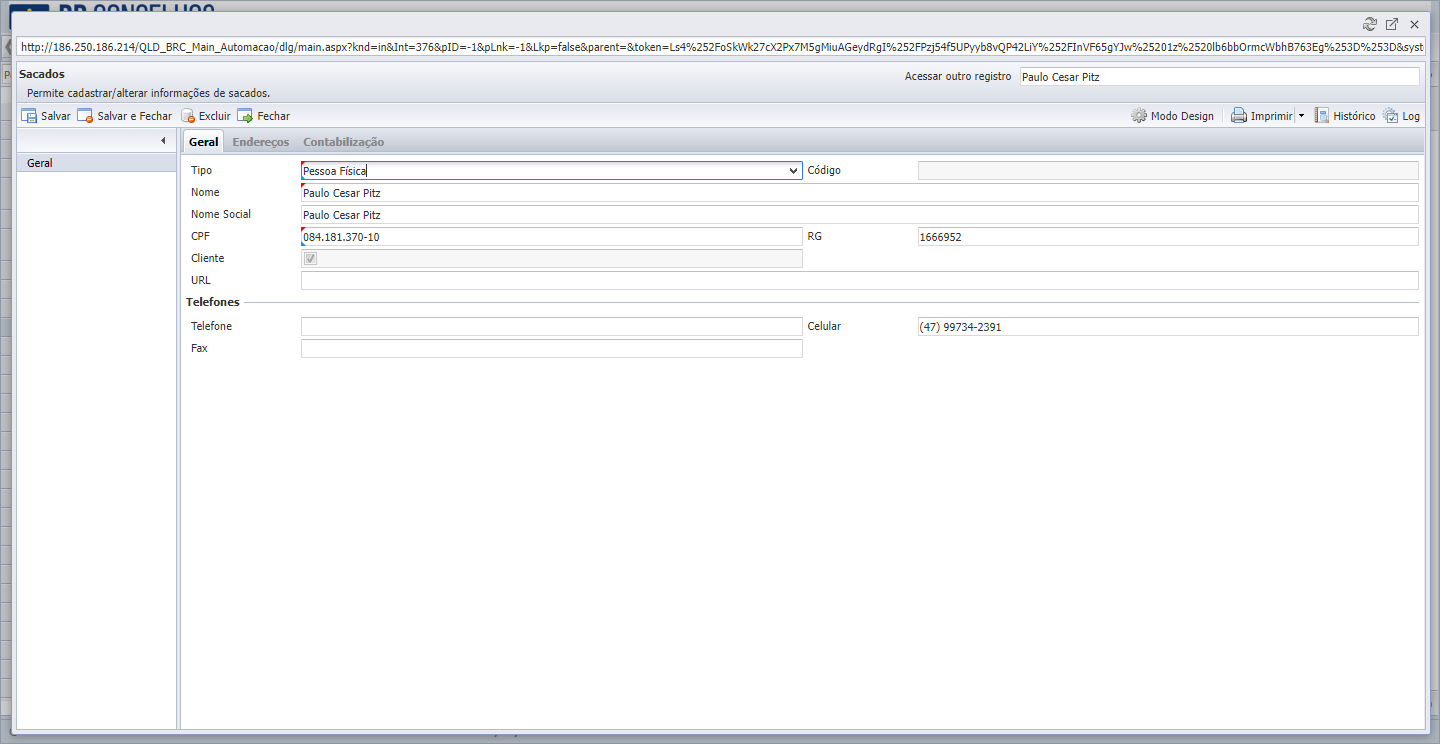 http://186.250.186.214/QLD_BRC_Main_Automacao/dlg/main.aspx?knd=in&Int=376&pID=-1&pLnk=-1&Lkp=false&parent=&token=Ls4%252FoSkWk27cX2Px7M5gMiuAGeydRgI%252FPzj54f5UPyyb8vQP42LiY%252FInVF65gYJw%25201z%2520lb6bbOrmcWbhB763Eg%253D%253D&syst
Sacados
Acessar outro registro Paulo Cesar Pitz
Permite cadastrar/alterar informações de sacados.
Salvar Salvar e Fechar Excluir Fechar Modo Design Imprimir Histórico Log
Geral Endereços Contabilização
Geral
Tipo Pessoa Física Código
Nome Paulo Cesar Pitz
Nome Social Paulo Cesar Pitz
CPF 084.181.370-10 RG 1666952
Cliente
URL
Telefones
Telefone Celular (47) 99734-2391
Fax